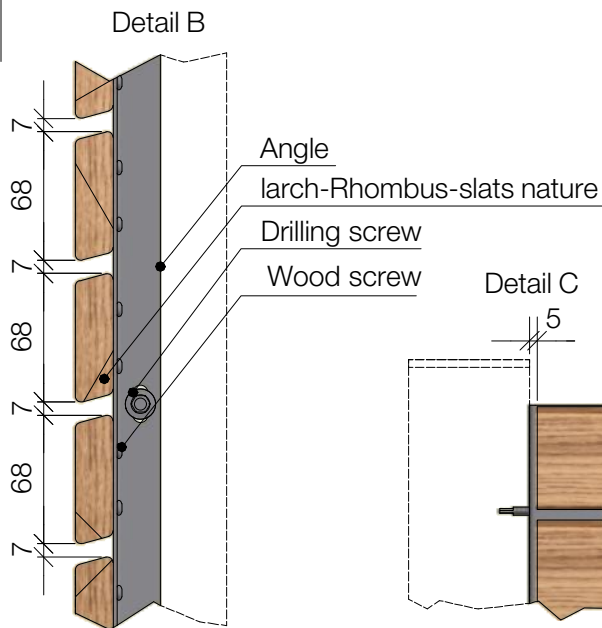 Detail B
7
68
7
68
7
68
7
Angle
larch-Rhombus-slats nature
Drilling screw
Wood screw
Detail C
5